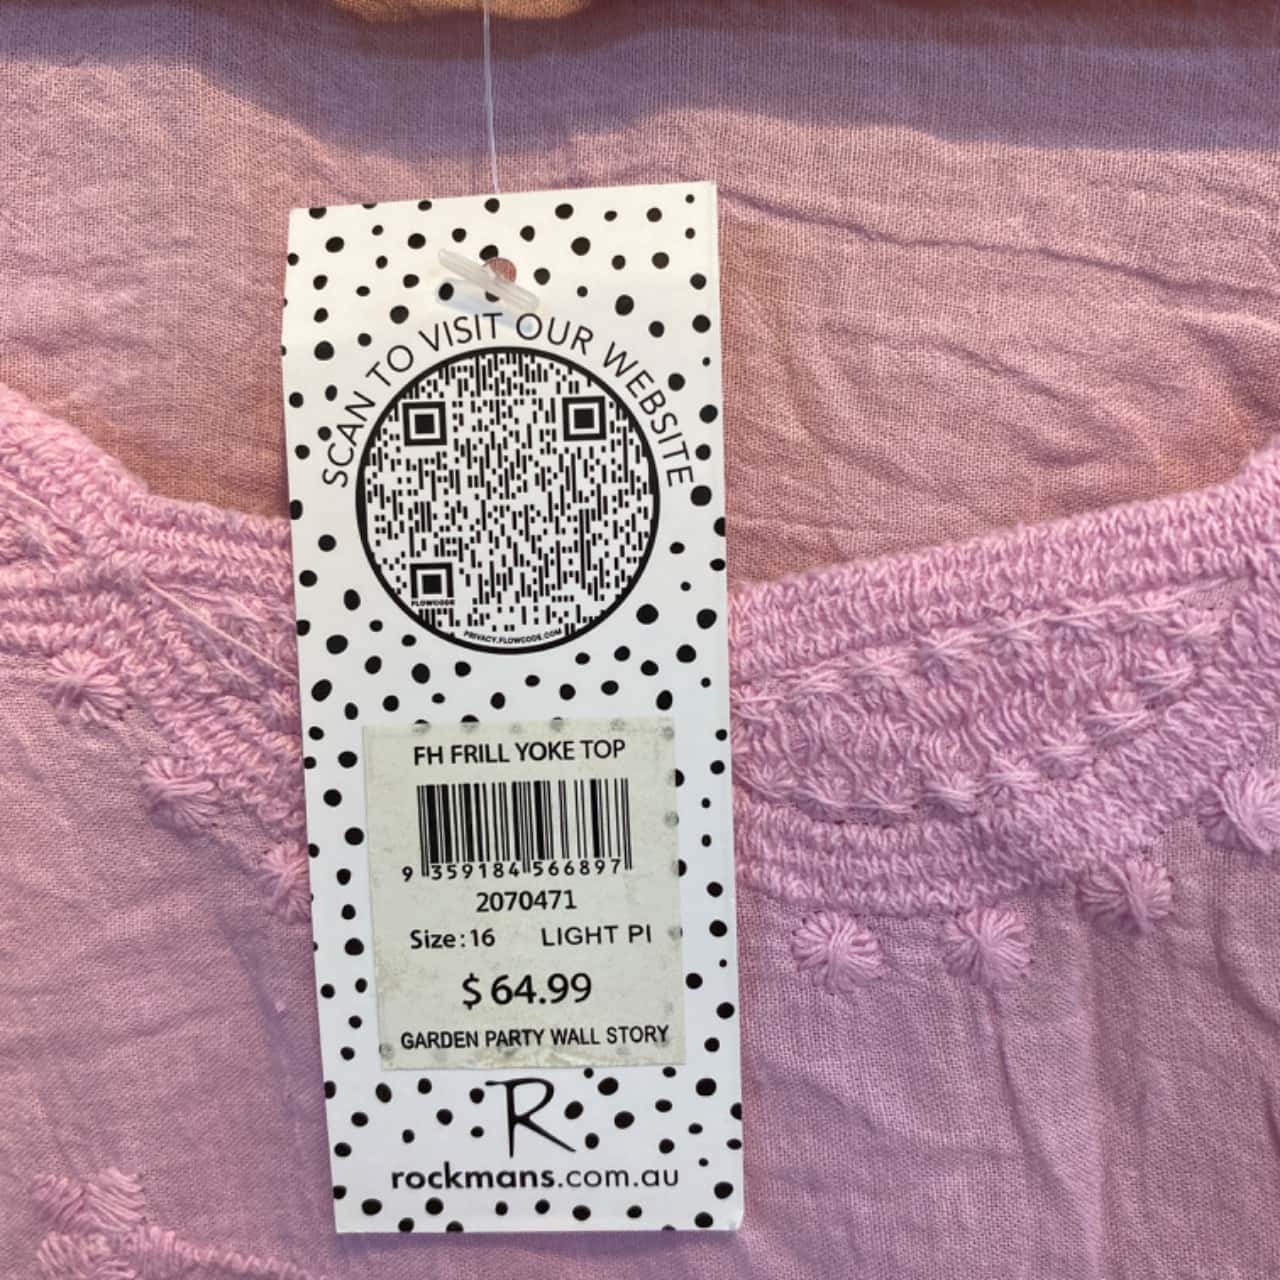 SCAN TO VISIT OUR WEBSITE
FLOWCODE
PRIVACY.FLOWCODE.COM
FH FRILL YOKE TOP
9 359184 566897
2070471
Size: 16 LIGHT PI
$ 64.99
GARDEN PARTY WALL STORY
R
rockmans.com.au